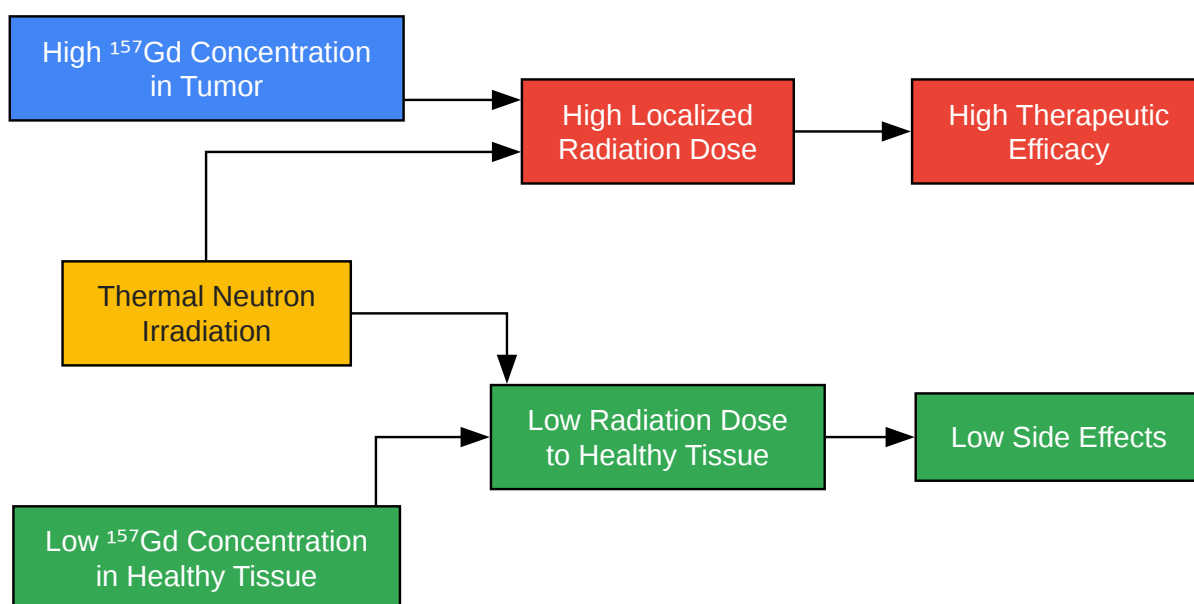 High ¹⁵⁷Gd Concentration
in Tumor
High Localized
Radiation Dose
High Therapeutic
Efficacy
Thermal Neutron
Irradiation
Low Radiation Dose
to Healthy Tissue
Low Side Effects
Low ¹⁵⁷Gd Concentration
in Healthy Tissue